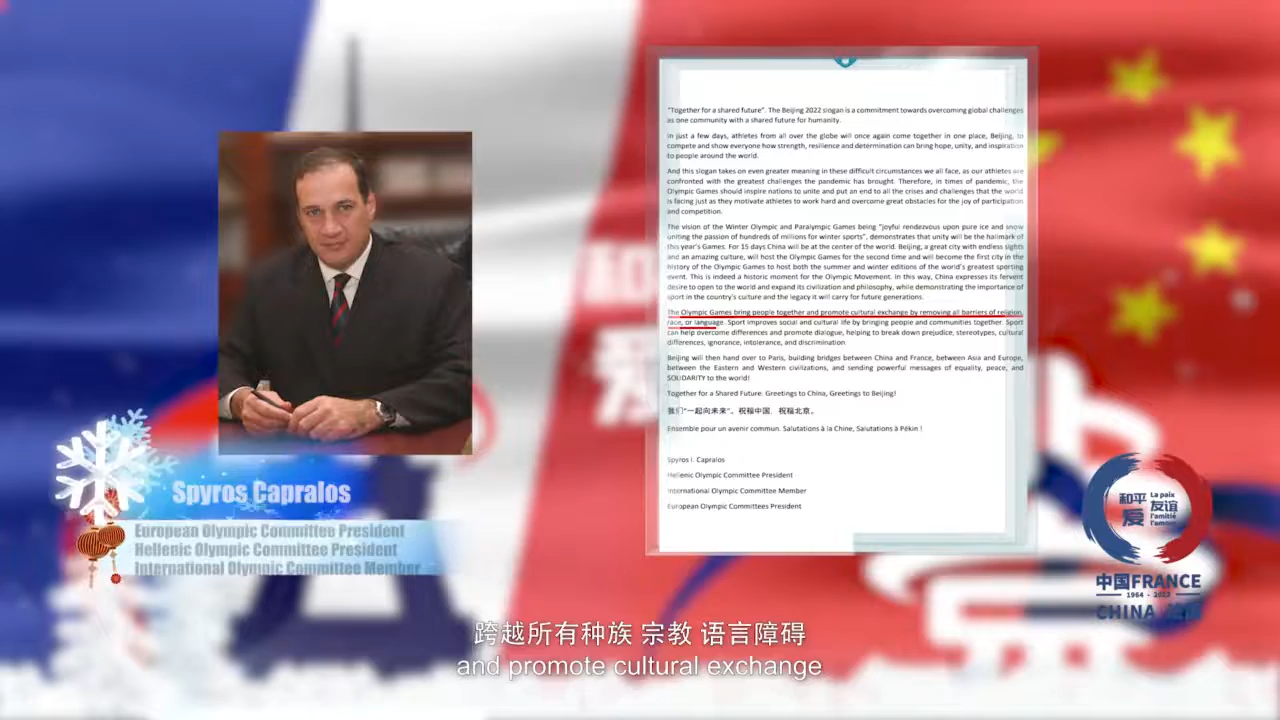 "Together for a shared future". The Beijing 2022 slogan is a commitment towards overcoming global challenges
as one community with a shared future for humanity.
In just a few days, athletes from all over the globe will once again come together in one place, Beijing, to
compete and show everyone how strength, resilience and determination can bring hope, unity, and inspiration
to people around the world.
And this slogan takes on even greater meaning in these difficult circumstances we all face, as our athletes are
confronted with the greatest challenges the pandemic has brought. Therefore, in times of pandemic, the
Olympic Games should inspire nations to unite and put an end to all the crises and challenges that the world
is facing just as they motivate athletes to work hard and overcome great obstacles for the joy of participation
and competition.
The vision of the Winter Olympic and Paralympic Games being "joyful rendezvous upon pure ice and snow
uniting the passion of hundreds of millions for winter sports", demonstrates that unity will be the hallmark of
this year's Games. For 15 days China will be at the center of the world. Beijing, a great city with endless sights
and an amazing culture, will host the Olympic Games for the second time and will become the first city in the
history of the Olympic Games to host both the summer and winter editions of the world's greatest sporting
event. This is indeed a historic moment for the Olympic Movement. In this way, China expresses its fervent
desire to open to the world and expand its civilization and philosophy, while demonstrating the importance of
sport in the country's culture and the legacy it will carry for future generations.
The Olympic Games bring people together and promote cultural exchange by removing all barriers of religion,
race, or language. Sport improves social and cultural life by bringing people and communities together. Sport
can help overcome differences and promote dialogue, helping to break down prejudice, stereotypes, cultural
differences, ignorance, intolerance, and discrimination.
Beijing will then hand over to Paris, building bridges between China and France, between Asia and Europe,
between the Eastern and Western civilizations, and sending powerful messages of equality, peace, and
SOLIDARITY to the world!
Together for a Shared Future. Greetings to China, Greetings to Beijing!
我们"一起向未来"。祝福中国，祝福北京。
Ensemble pour un avenir commun. Salutations à la Chine, Salutations à Pékin !
Spyros I. Capralos
Hellenic Olympic Committee President
International Olympic Committee Member
European Olympic Committees President
Spyros Capralos
European Olympic Committee President
Hellenic Olympic Committee President
International Olympic Committee Member
和平 La paix
友谊 l'amitié
爱 l'amour
中国FRANCE
1964 - 2022
CHINA
跨越所有种族 宗教 语言障碍
and promote cultural exchange